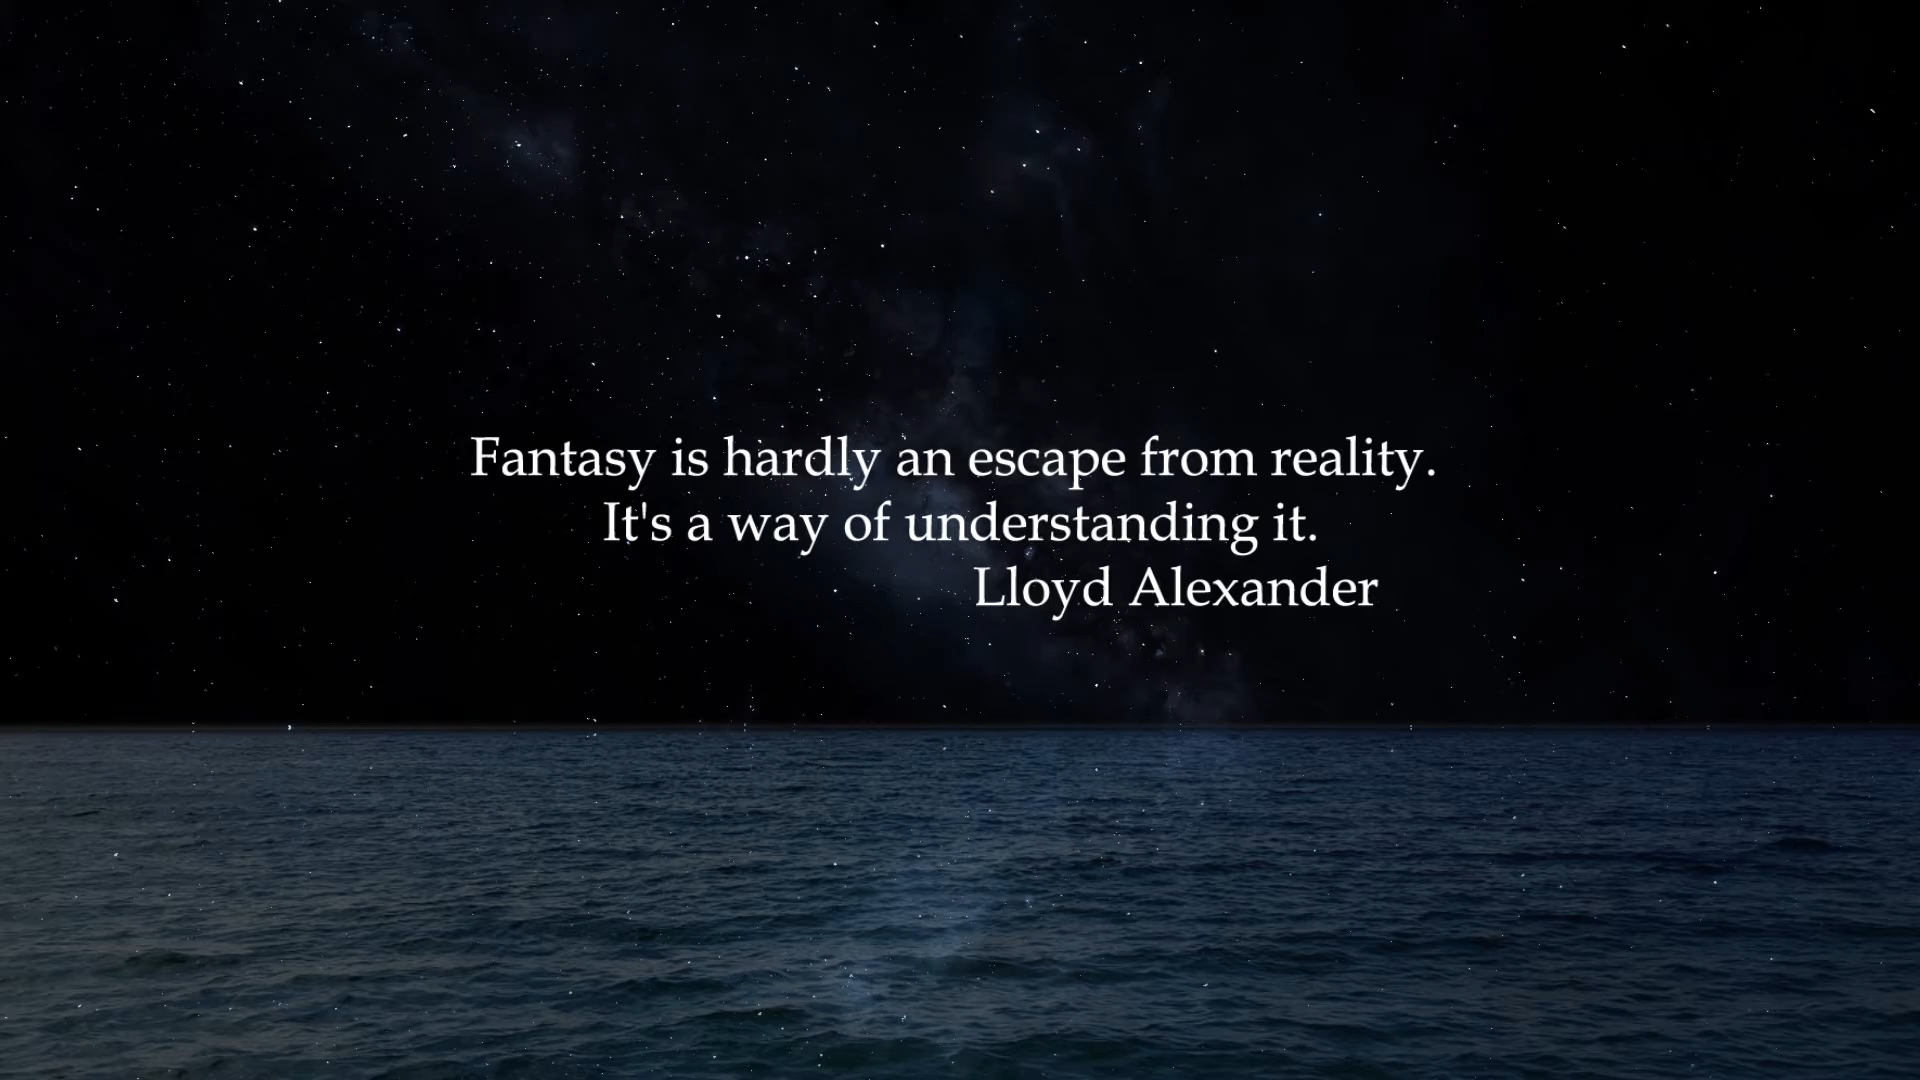 Fantasy is hardly an escape from reality.
It's a way of understanding it.
Lloyd Alexander